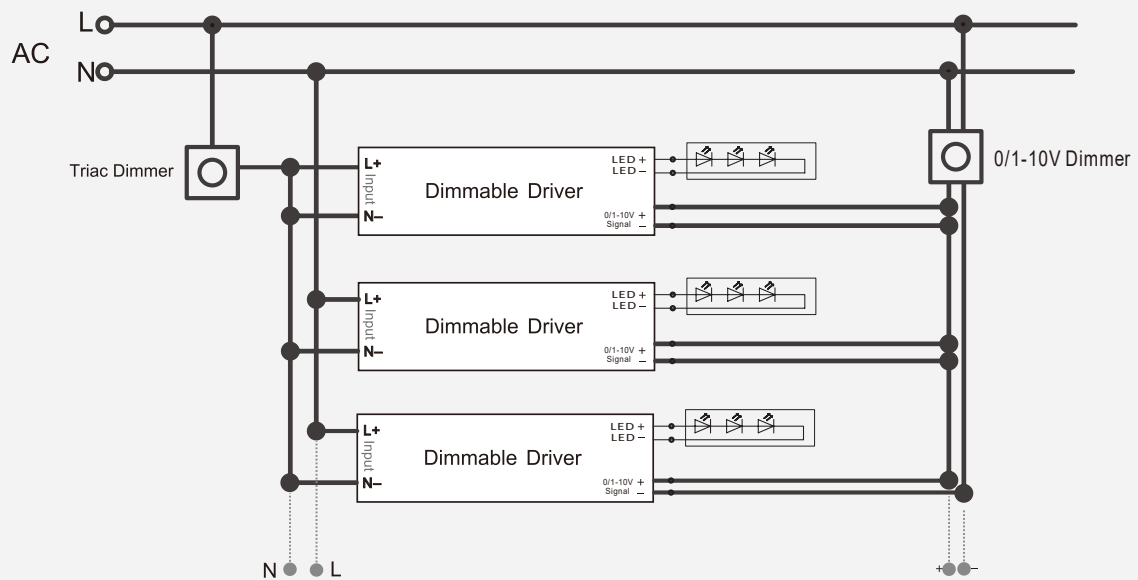 L
AC
N
Triac Dimmer
0/1-10V Dimmer
L+
Input
N–
Dimmable Driver
LED +
LED –
0/1-10V +
Signal –
L+
Input
N–
Dimmable Driver
LED +
LED –
0/1-10V +
Signal –
L+
Input
N–
Dimmable Driver
LED +
LED –
0/1-10V +
Signal –
N L
+ –